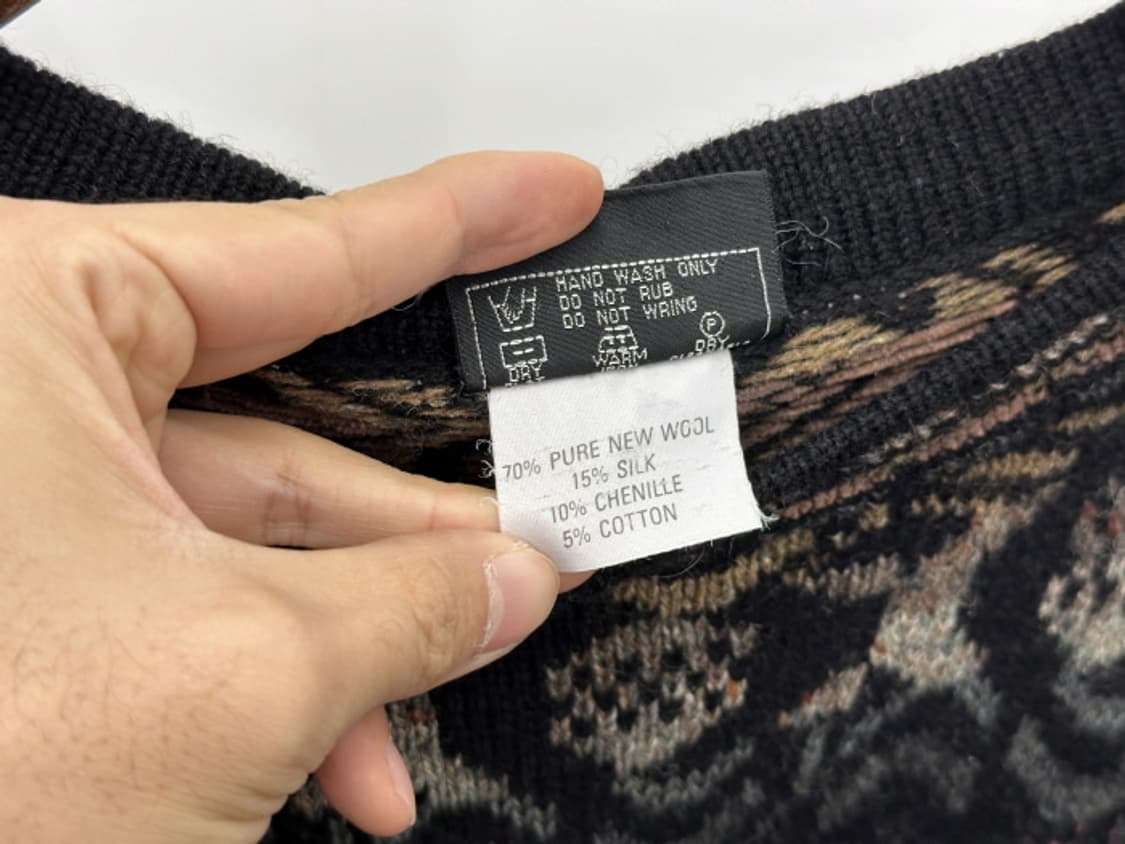 HAND WASH ONLY
DO NOT RUB
DO NOT WRING
P
DRY
WARM
DRY
70% PURE NEW WOOL
15% SILK
10% CHENILLE
5% COTTON